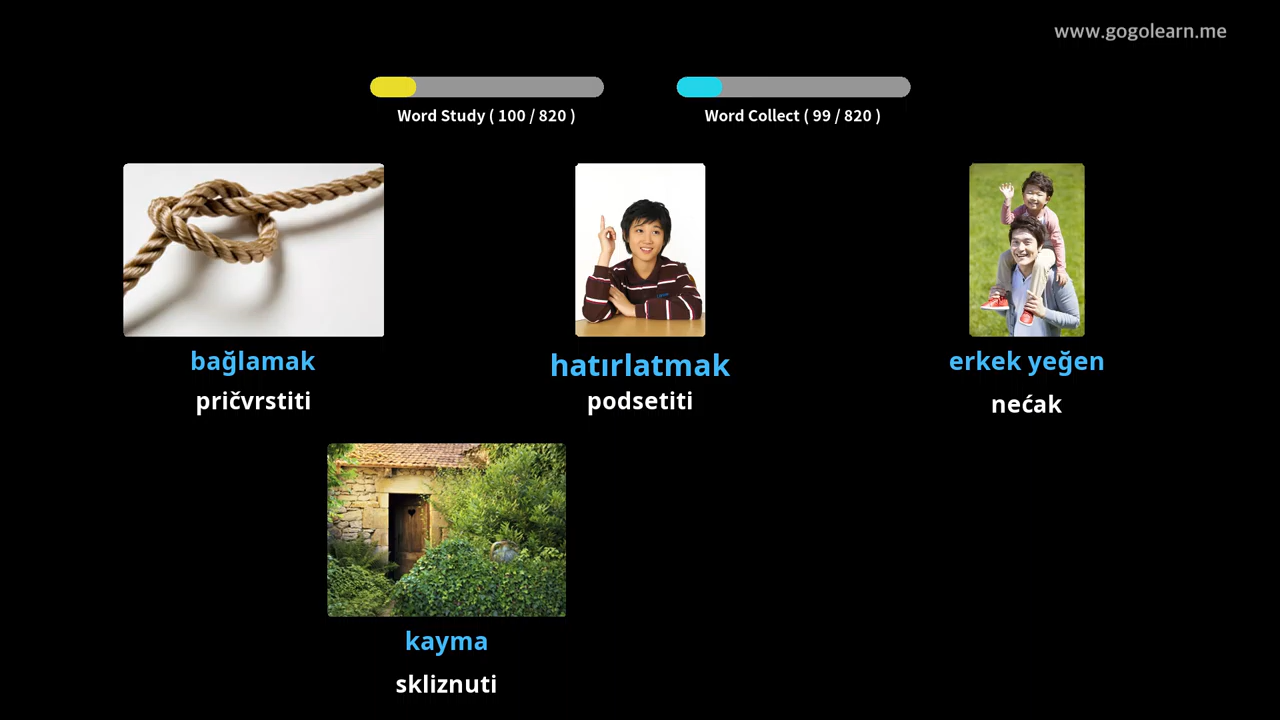 www.gogolearn.me
Word Study ( 100 / 820 )
Word Collect ( 99 / 820 )
bağlamak
pričvrstiti
hatırlatmak
podsetiti
erkek yeğen
nećak
kayma
skliznuti